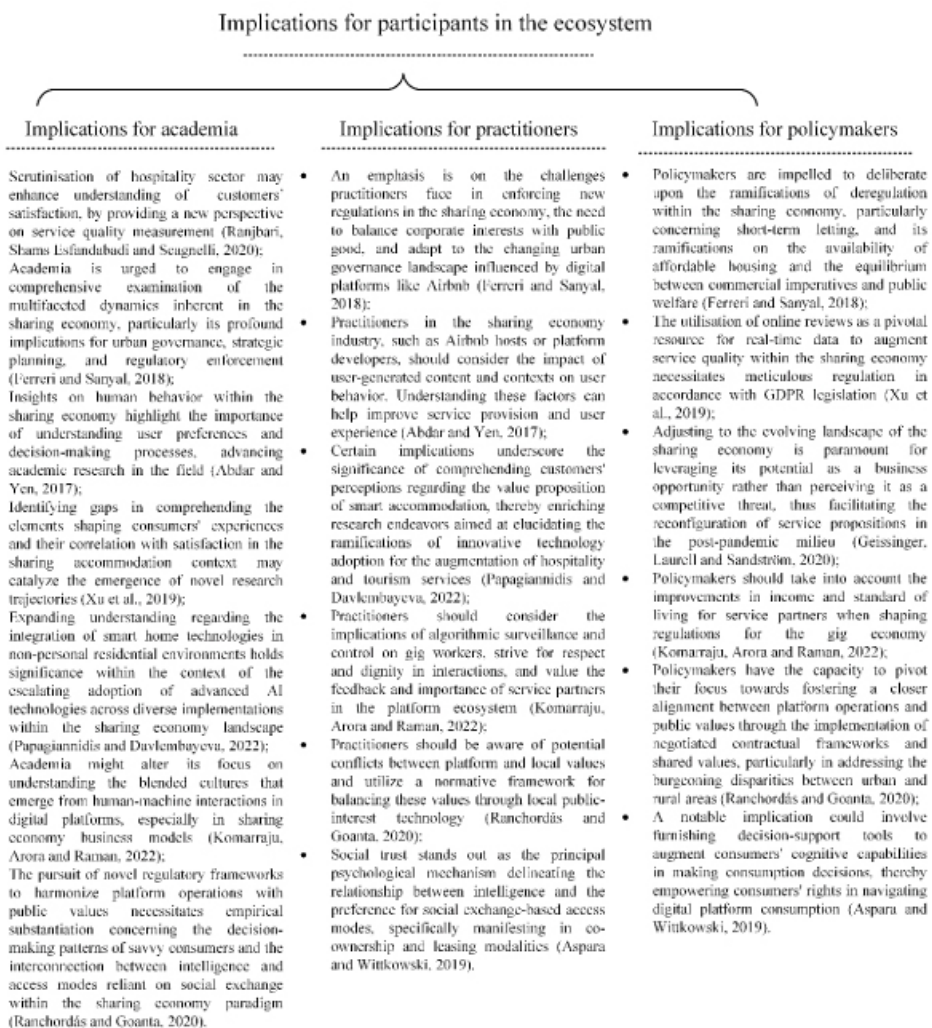 Implications for participants in the ecosystem
Implications for academia
Scrutinisation of hospitality sector may
enhance understanding of customers'
satisfaction, by providing a new perspective
on service quality measurement (Ranjbari,
Shams Esfandabadi and Scagnelli, 2020);
Academia is urged to engage in
comprehensive examination of the
multifaceted dynamics inherent in the
sharing economy, particularly its profound
implications for urban governance, strategic
planning, and regulatory enforcement
(Ferreri and Sanyal, 2018);
Insights on human behavior within the
sharing economy highlight the importance
of understanding user preferences and
decision-making processes, advancing
academic research in the field (Abdar and
Yen, 2017);
Identifying gaps in comprehending the
elements shaping consumers' experiences
and their correlation with satisfaction in the
sharing accommodation context may
catalyze the emergence of novel research
trajectories (Xu et al., 2019);
Expanding understanding regarding the
integration of smart home technologies in
non-personal residential environments holds
significance within the context of the
escalating adoption of advanced AI
technologies across diverse implementations
within the sharing economy landscape
(Papagiannidis and Davlembayeva, 2022);
Academia might alter its focus on
understanding the blended cultures that
emerge from human-machine interactions in
digital platforms, especially in sharing
economy business models (Komarraju,
Arora and Raman, 2022);
The pursuit of novel regulatory frameworks
to harmonize platform operations with
public values necessitates empirical
substantiation concerning the decision-
making patterns of savvy consumers and the
interconnection between intelligence and
access modes reliant on social exchange
within the sharing economy paradigm
(Ranchordás and Goanta, 2020).
Implications for practitioners
• An emphasis is on the challenges
practitioners face in enforcing new
regulations in the sharing economy, the need
to balance corporate interests with public
good, and adapt to the changing urban
governance landscape influenced by digital
platforms like Airbnb (Ferreri and Sanyal,
2018);
• Practitioners in the sharing economy
industry, such as Airbnb hosts or platform
developers, should consider the impact of
user-generated content and contexts on user
behavior. Understanding these factors can
help improve service provision and user
experience (Abdar and Yen, 2017);
• Certain implications underscore the
significance of comprehending customers'
perceptions regarding the value proposition
of smart accommodation, thereby enriching
research endeavors aimed at elucidating the
ramifications of innovative technology
adoption for the augmentation of hospitality
and tourism services (Papagiannidis and
Davlembayeva, 2022);
• Practitioners should consider the
implications of algorithmic surveillance and
control on gig workers, strive for respect
and dignity in interactions, and value the
feedback and importance of service partners
in the platform ecosystem (Komarraju,
Arora and Raman, 2022);
• Practitioners should be aware of potential
conflicts between platform and local values
and utilize a normative framework for
balancing these values through local public-
interest technology (Ranchordás and
Goanta, 2020);
• Social trust stands out as the principal
psychological mechanism delineating the
relationship between intelligence and the
preference for social exchange-based access
modes, specifically manifesting in co-
ownership and leasing modalities (Aspara
and Wittkowski, 2019).
Implications for policymakers
• Policymakers are impelled to deliberate
upon the ramifications of deregulation
within the sharing economy, particularly
concerning short-term letting, and its
ramifications on the availability of
affordable housing and the equilibrium
between commercial imperatives and public
welfare (Ferreri and Sanyal, 2018);
• The utilisation of online reviews as a pivotal
resource for real-time data to augment
service quality within the sharing economy
necessitates meticulous regulation in
accordance with GDPR legislation (Xu et
al., 2019);
• Adjusting to the evolving landscape of the
sharing economy is paramount for
leveraging its potential as a business
opportunity rather than perceiving it as a
competitive threat, thus facilitating the
reconfiguration of service propositions in
the post-pandemic milieu (Geissinger,
Laurell and Sandström, 2020);
• Policymakers should take into account the
improvements in income and standard of
living for service partners when shaping
regulations for the gig economy
(Komarraju, Arora and Raman, 2022);
• Policymakers have the capacity to pivot
their focus towards fostering a closer
alignment between platform operations and
public values through the implementation of
negotiated contractual frameworks and
shared values, particularly in addressing the
burgeoning disparities between urban and
rural areas (Ranchordás and Goanta, 2020);
• A notable implication could involve
furnishing decision-support tools to
augment consumers' cognitive capabilities
in making consumption decisions, thereby
empowering consumers' rights in navigating
digital platform consumption (Aspara and
Wittkowski, 2019).